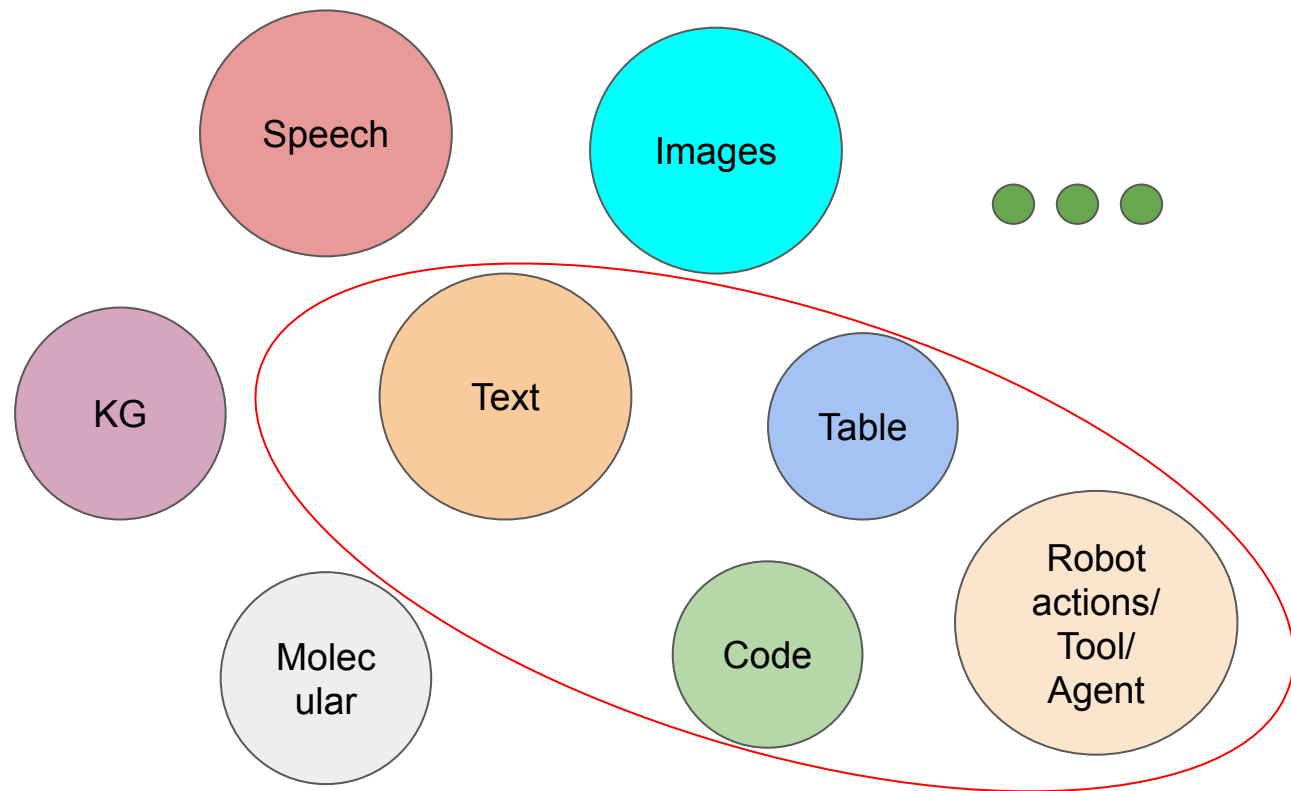 Speech
Images
KG
Text
Table
Robot
actions/
Tool/
Agent
Molec
ular
Code